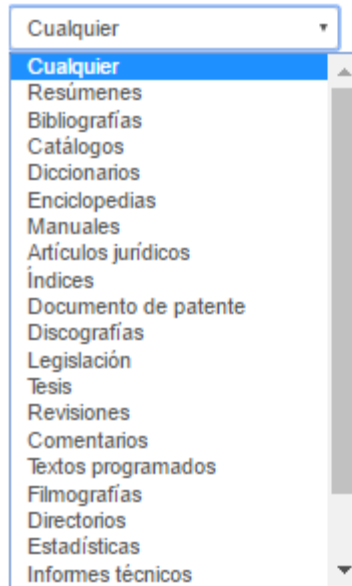 Cualquier
Cualquier
Resúmenes
Bibliografías
Catálogos
Diccionarios
Enciclopedias
Manuales
Artículos jurídicos
Índices
Documento de patente
Discografías
Legislación
Tesis
Revisiones
Comentarios
Textos programados
Filmografías
Directorios
Estadísticas
Informes técnicos